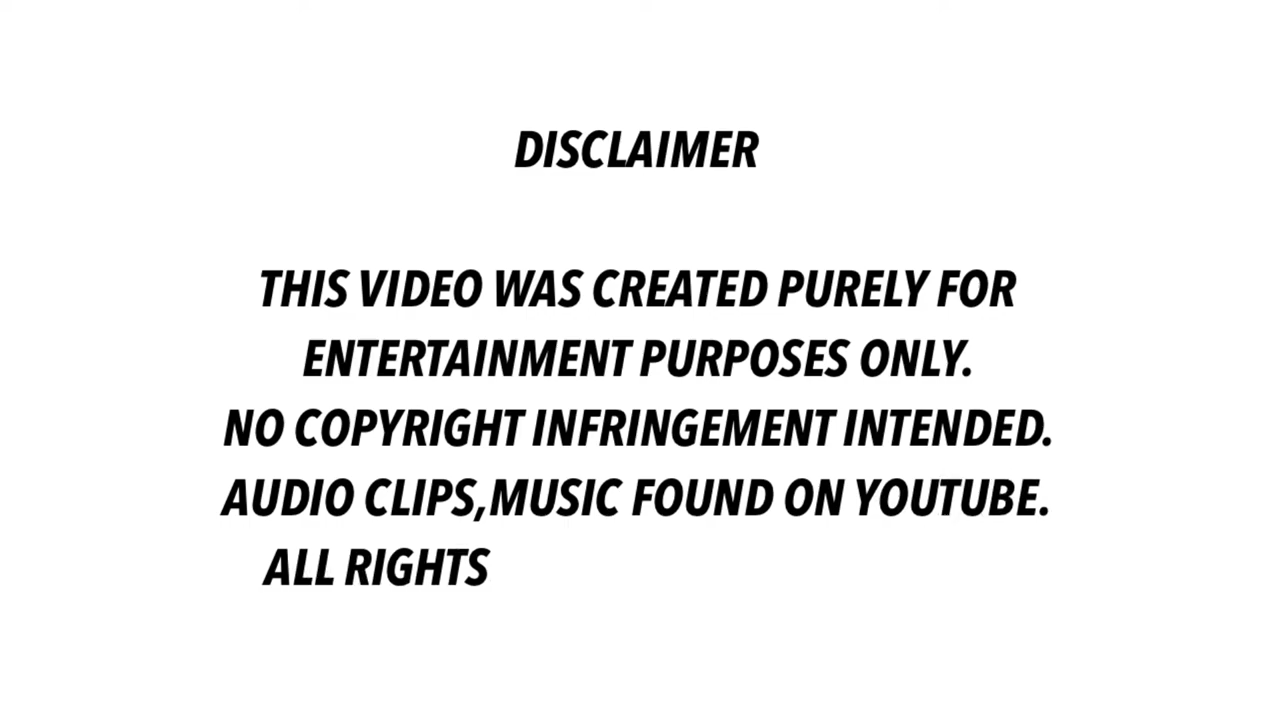 DISCLAIMER
THIS VIDEO WAS CREATED PURELY FOR
ENTERTAINMENT PURPOSES ONLY.
NO COPYRIGHT INFRINGEMENT INTENDED.
AUDIO CLIPS,MUSIC FOUND ON YOUTUBE.
ALL RIGHTS